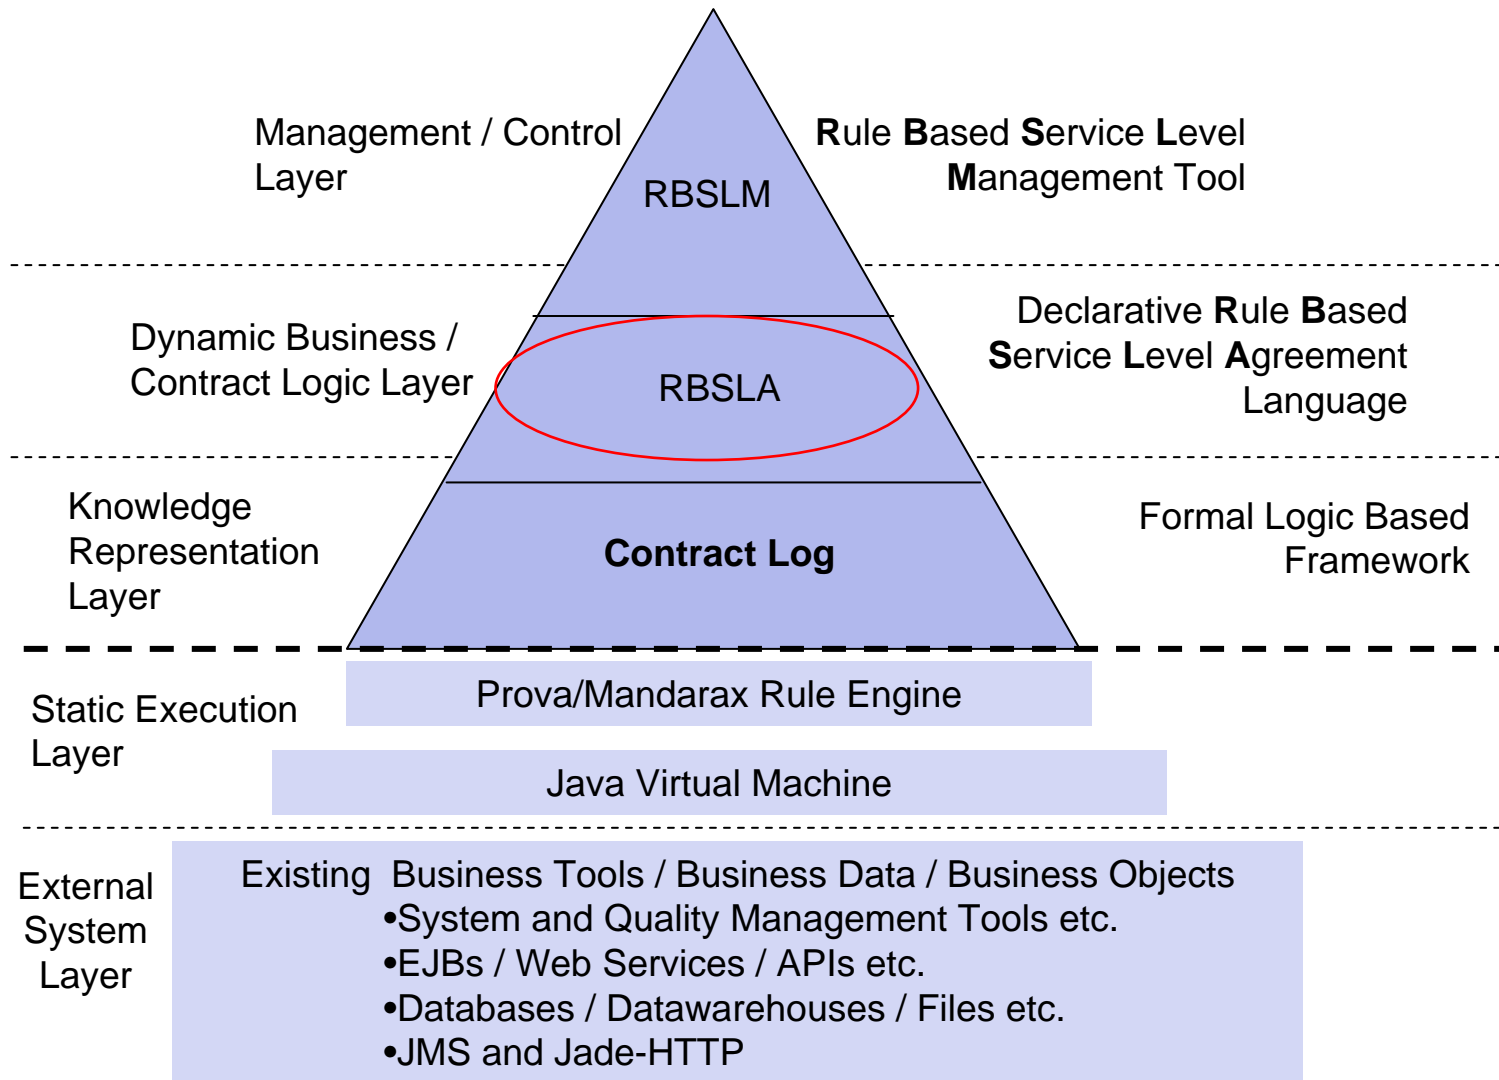 Management / Control
Layer
RBSLM
Rule Based Service Level
Management Tool
Dynamic Business /
Contract Logic Layer
RBSLA
Declarative Rule Based
Service Level Agreement
Language
Knowledge
Representation
Layer
Contract Log
Formal Logic Based
Framework
Static Execution
Layer
Prova/Mandarax Rule Engine
Java Virtual Machine
External
System
Layer
Existing Business Tools / Business Data / Business Objects
•System and Quality Management Tools etc.
•EJBs / Web Services / APIs etc.
•Databases / Datawarehouses / Files etc.
•JMS and Jade-HTTP